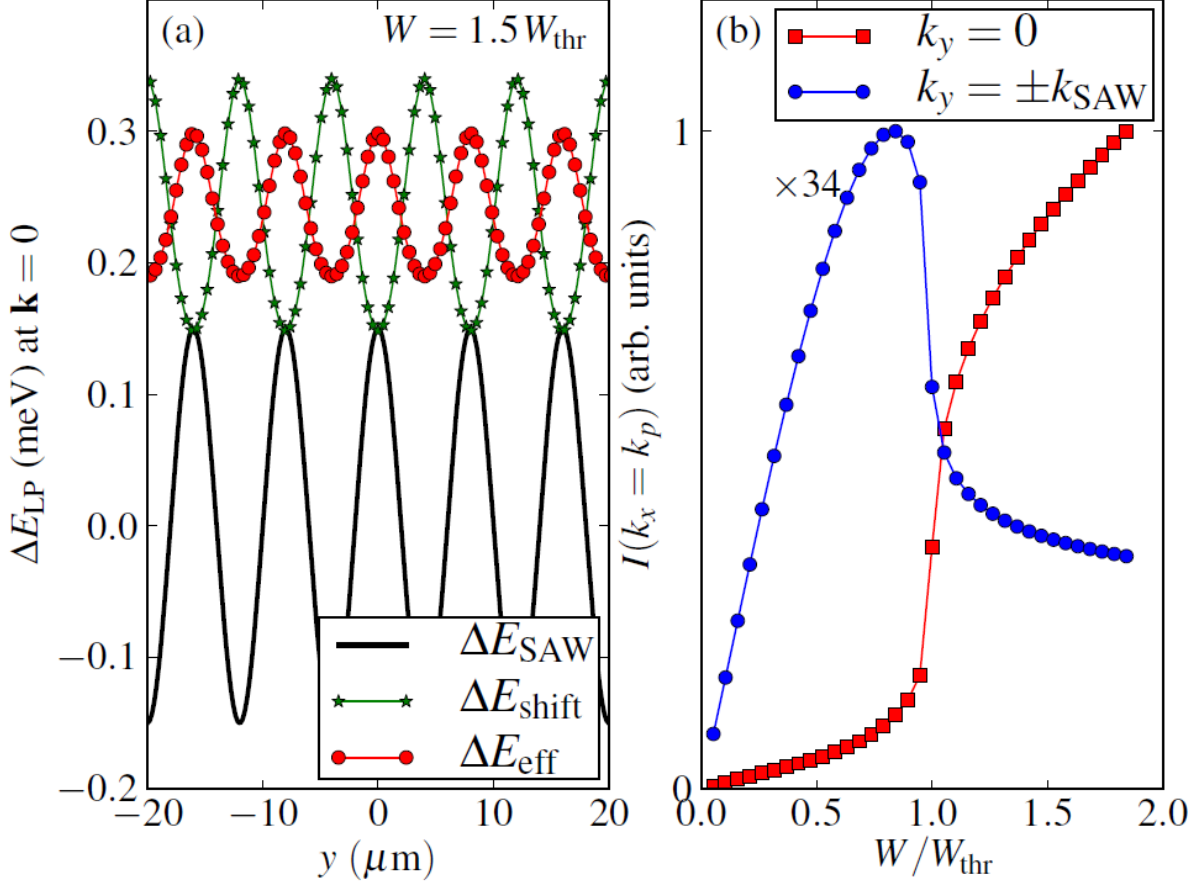 (a)
W = 1.5W_thr
ΔE_LP (meV) at k = 0
0.3
0.2
0.1
0.0
−0.1
−0.2
ΔE_SAW
ΔE_shift
ΔE_eff
−20
−10
0
10
20
y (μm)
(b)
k_y = 0
k_y = ±k_SAW
I(k_x = k_p) (arb. units)
1
×34
0
0.0
0.5
1.0
1.5
2.0
W/W_thr